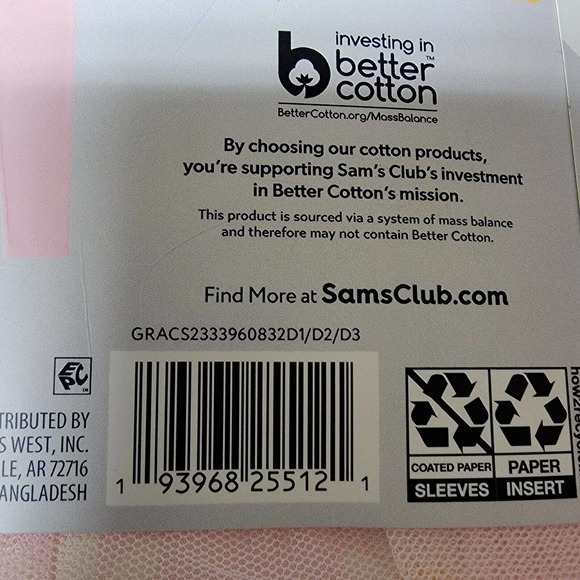 investing in
better™
cotton
BetterCotton.org/MassBalance
By choosing our cotton products,
you're supporting Sam's Club's investment
in Better Cotton's mission.
This product is sourced via a system of mass balance
and therefore may not contain Better Cotton.
Find More at SamsClub.com
GRACS2333960832D1/D2/D3
EPC™
TRIBUTED BY
S WEST, INC.
LE, AR 72716
ANGLADESH
1 93968 25512 1
COATED PAPER
SLEEVES
PAPER
INSERT